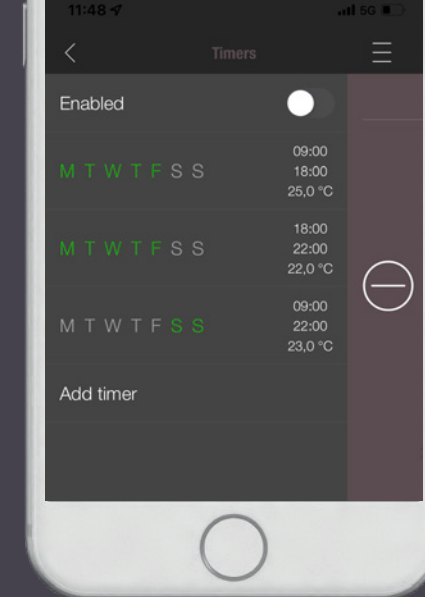 11:48
5G
Timers
Enabled
M T W T F S S
09:00
18:00
25,0 °C
M T W T F S S
18:00
22:00
22,0 °C
M T W T F S S
09:00
22:00
23,0 °C
Add timer